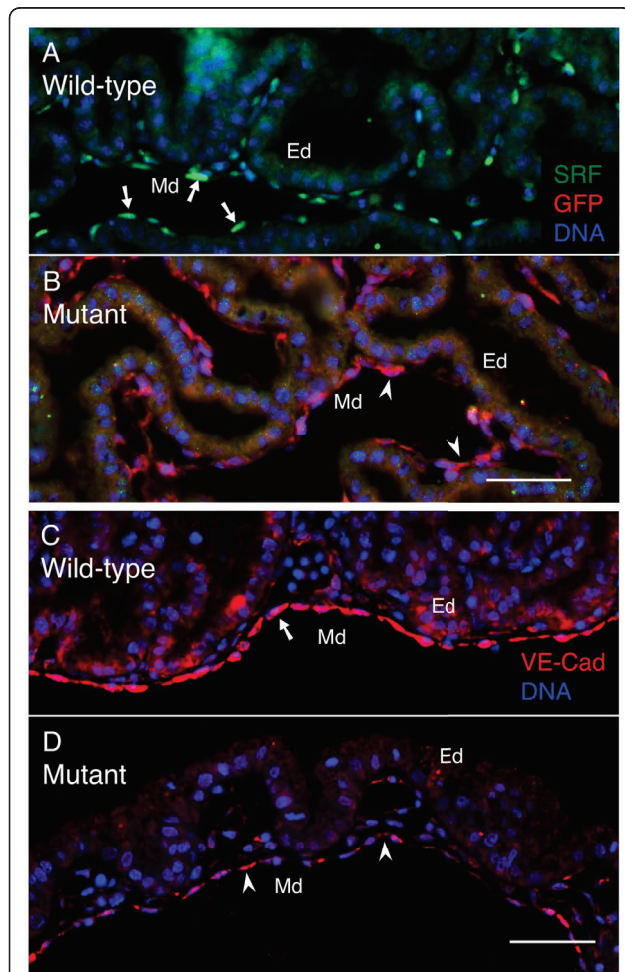 A
Wild-type
Ed
Md
SRF
GFP
DNA
B
Mutant
Ed
Md
C
Wild-type
Ed
Md
VE-Cad
DNA
D
Mutant
Ed
Md